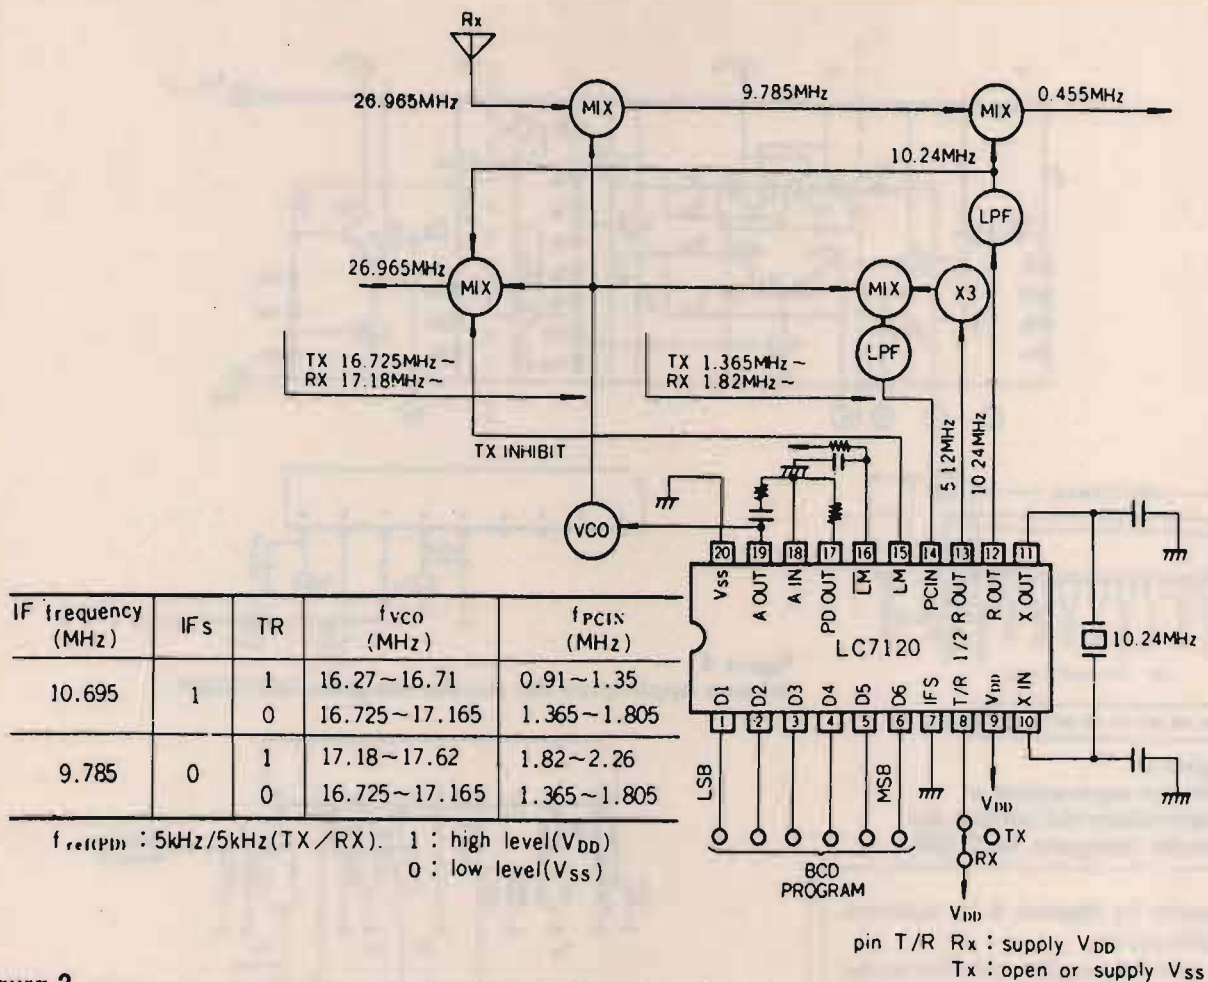 Rx
26.965MHz
MIX
9.785MHz
MIX
0.455MHz
10.24MHz
LPF
26.965MHz
MIX
MIX
X3
LPF
TX 16.725MHz~
RX 17.18MHz~
TX 1.365MHz~
RX 1.82MHz~
TX INHIBIT
5.12MHz
10.24MHz
VCO
20 19 18 17 16 15 14 13 12 11
VSS
A OUT
A IN
PD OUT
LM
LM
PCIN
1/2 R OUT
R OUT
X OUT
LC7120
10.24MHz
D1
D2
D3
D4
D5
D6
IFS
T/R
VDD
X IN
1 2 3 4 5 6 7 8 9 10
LSB
MSB
VDD
TX
RX
BCD
PROGRAM
VDD
pin T/R Rx : supply VDD
Tx : open or supply VSS
IF frequency (MHz) IFs TR fVCO (MHz) fPCIN (MHz)
10.695 1 1 16.27~16.71 0.91~1.35
0 16.725~17.165 1.365~1.805
9.785 0 1 17.18~17.62 1.82~2.26
0 16.725~17.165 1.365~1.805
fref(PD) : 5kHz/5kHz(TX/RX). 1 : high level(VDD)
0 : low level(VSS)